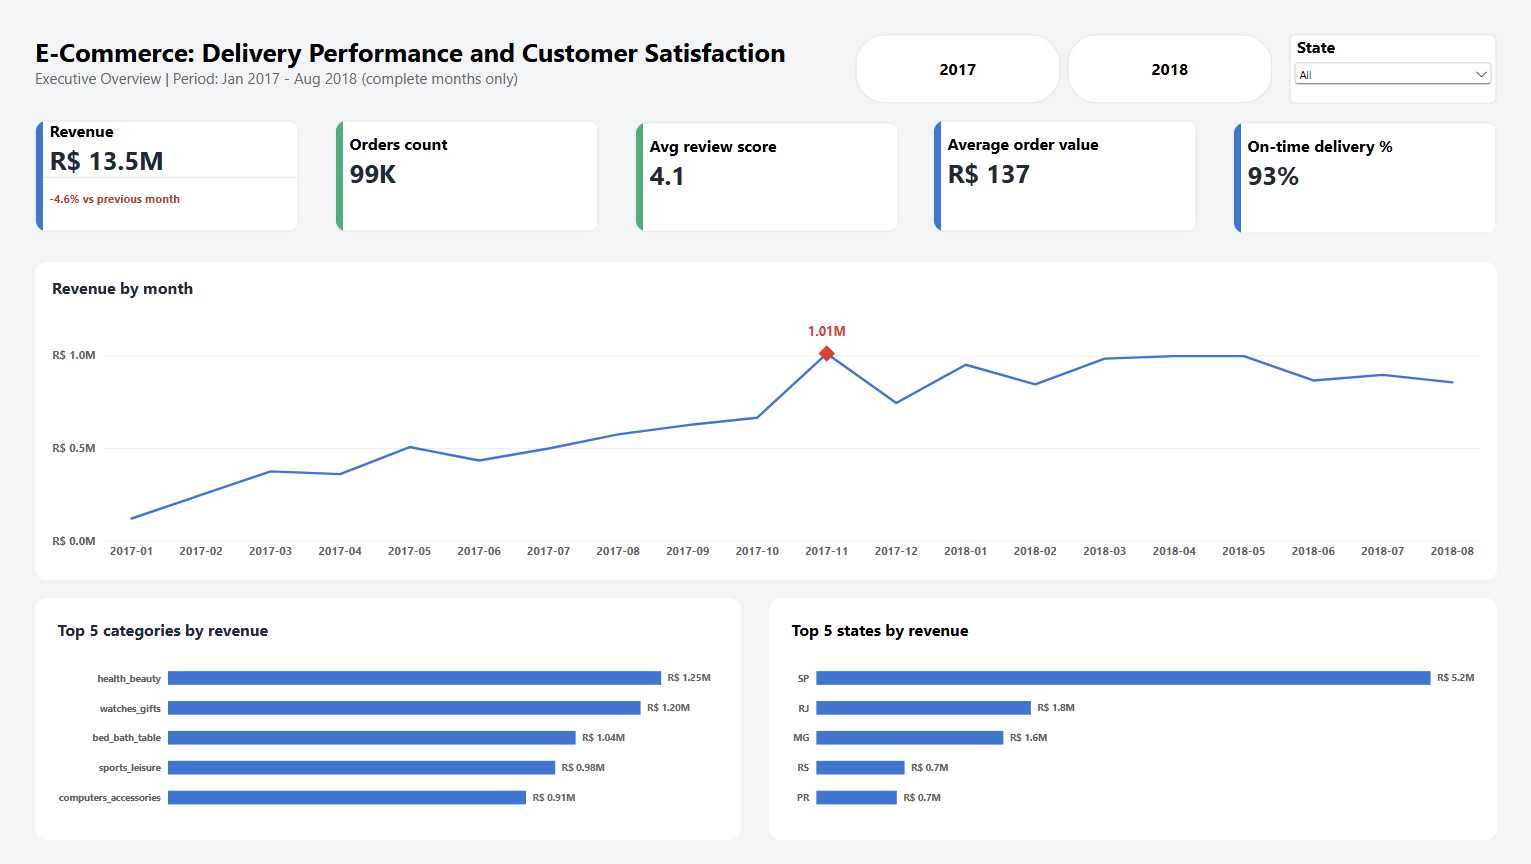 E-Commerce: Delivery Performance and Customer Satisfaction
Executive Overview | Period: Jan 2017 - Aug 2018 (complete months only)
2017
2018
State
All
Revenue
R$ 13.5M
-4.6% vs previous month
Orders count
99K
Avg review score
4.1
Average order value
R$ 137
On-time delivery %
93%
Revenue by month
1.01M
R$ 1.0M
R$ 0.5M
R$ 0.0M
2017-01 2017-02 2017-03 2017-04 2017-05 2017-06 2017-07 2017-08 2017-09 2017-10 2017-11 2017-12 2018-01 2018-02 2018-03 2018-04 2018-05 2018-06 2018-07 2018-08
Top 5 categories by revenue
health_beauty R$ 1.25M
watches_gifts R$ 1.20M
bed_bath_table R$ 1.04M
sports_leisure R$ 0.98M
computers_accessories R$ 0.91M
Top 5 states by revenue
SP R$ 5.2M
RJ R$ 1.8M
MG R$ 1.6M
RS R$ 0.7M
PR R$ 0.7M